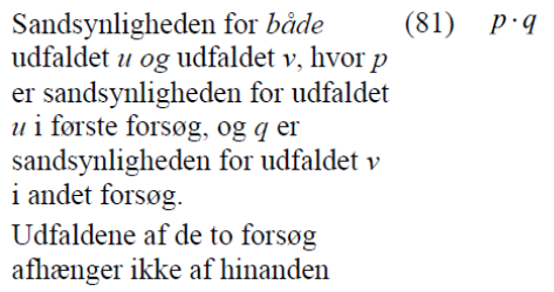 Sandsynligheden for både (81) p · q
udfaldet u og udfaldet v, hvor p
er sandsynligheden for udfaldet
u i første forsøg, og q er
sandsynligheden for udfaldet v
i andet forsøg.
Udfaldene af de to forsøg
afhænger ikke af hinanden